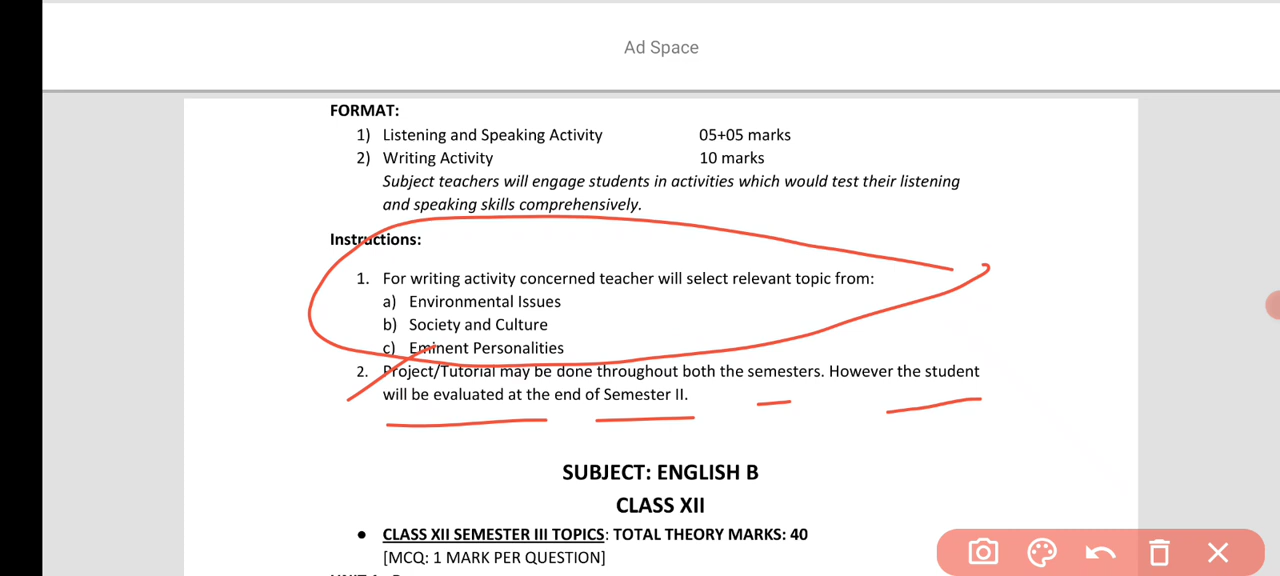 Ad Space
FORMAT:
1) Listening and Speaking Activity 05+05 marks
2) Writing Activity 10 marks
Subject teachers will engage students in activities which would test their listening
and speaking skills comprehensively.
Instructions:
1. For writing activity concerned teacher will select relevant topic from:
a) Environmental Issues
b) Society and Culture
c) Eminent Personalities
2. Project/Tutorial may be done throughout both the semesters. However the student
will be evaluated at the end of Semester II.
SUBJECT: ENGLISH B
CLASS XII
• CLASS XII SEMESTER III TOPICS: TOTAL THEORY MARKS: 40
[MCQ: 1 MARK PER QUESTION]